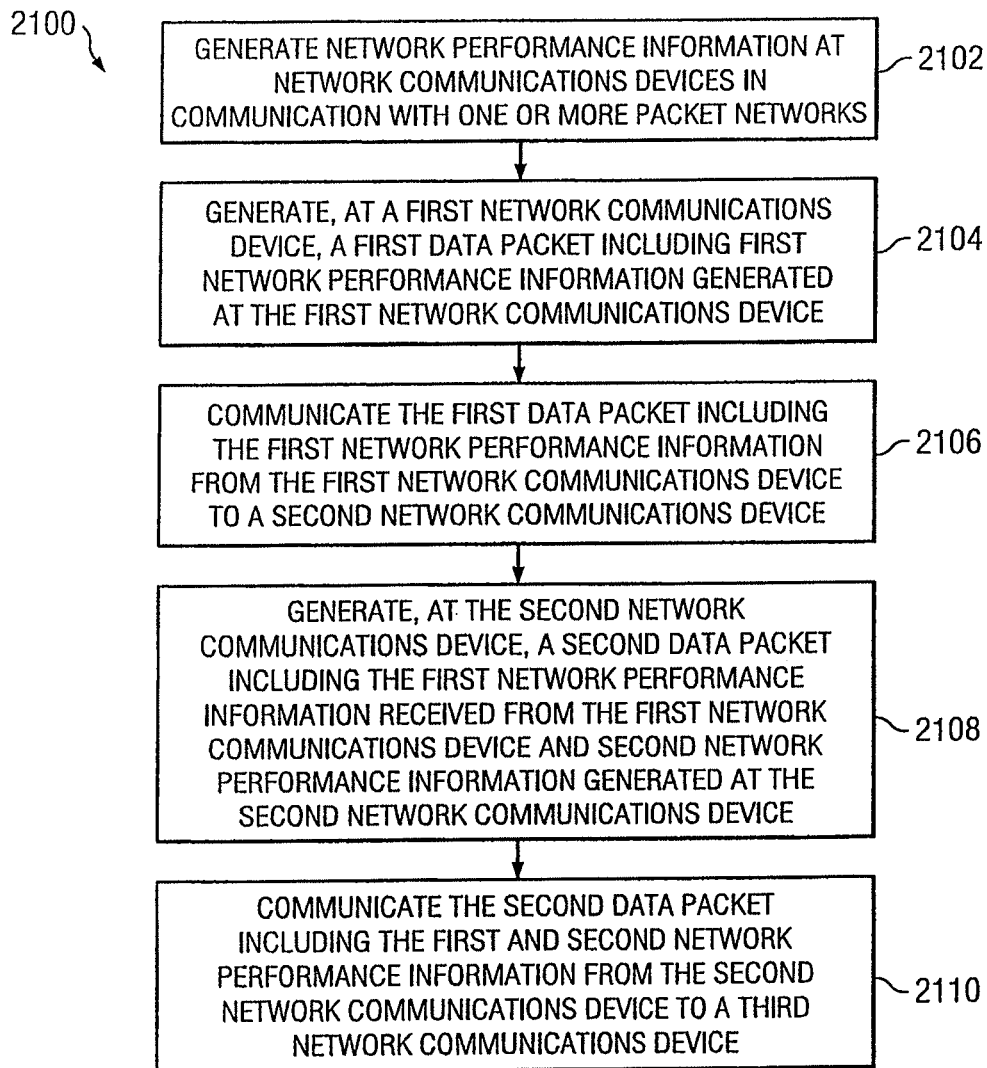 2100
GENERATE NETWORK PERFORMANCE INFORMATION AT
NETWORK COMMUNICATIONS DEVICES IN
COMMUNICATION WITH ONE OR MORE PACKET NETWORKS
2102
GENERATE, AT A FIRST NETWORK COMMUNICATIONS
DEVICE, A FIRST DATA PACKET INCLUDING FIRST
NETWORK PERFORMANCE INFORMATION GENERATED
AT THE FIRST NETWORK COMMUNICATIONS DEVICE
2104
COMMUNICATE THE FIRST DATA PACKET INCLUDING
THE FIRST NETWORK PERFORMANCE INFORMATION
FROM THE FIRST NETWORK COMMUNICATIONS DEVICE
TO A SECOND NETWORK COMMUNICATIONS DEVICE
2106
GENERATE, AT THE SECOND NETWORK
COMMUNICATIONS DEVICE, A SECOND DATA PACKET
INCLUDING THE FIRST NETWORK PERFORMANCE
INFORMATION RECEIVED FROM THE FIRST NETWORK
COMMUNICATIONS DEVICE AND SECOND NETWORK
PERFORMANCE INFORMATION GENERATED AT THE
SECOND NETWORK COMMUNICATIONS DEVICE
2108
COMMUNICATE THE SECOND DATA PACKET
INCLUDING THE FIRST AND SECOND NETWORK
PERFORMANCE INFORMATION FROM THE SECOND
NETWORK COMMUNICATIONS DEVICE TO A THIRD
NETWORK COMMUNICATIONS DEVICE
2110